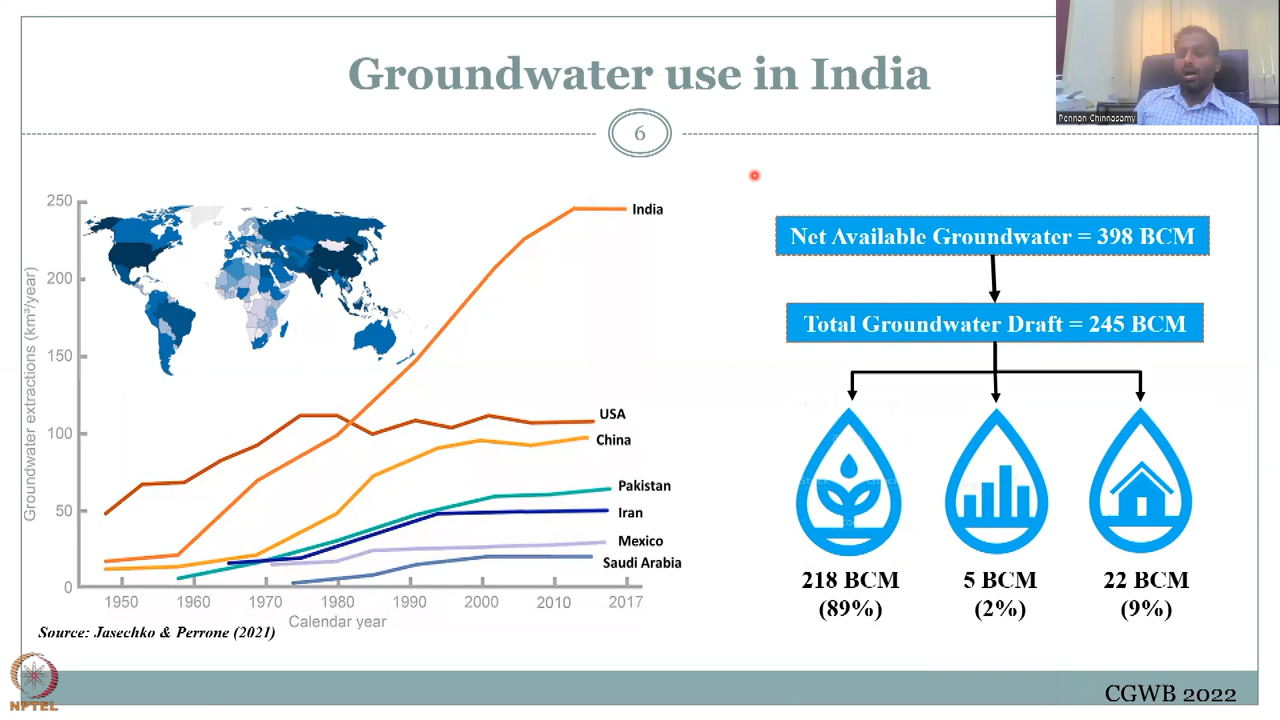 Groundwater use in India
Pennan Chinnasamy
6
Groundwater extractions (km³/year)
250
200
150
100
50
0
India
USA
China
Pakistan
Iran
Mexico
Saudi Arabia
1950 1960 1970 1980 1990 2000 2010 2017
Calendar year
Source: Jasechko & Perrone (2021)
Net Available Groundwater = 398 BCM
Total Groundwater Draft = 245 BCM
218 BCM
(89%)
5 BCM
(2%)
22 BCM
(9%)
NPTEL
CGWB 2022